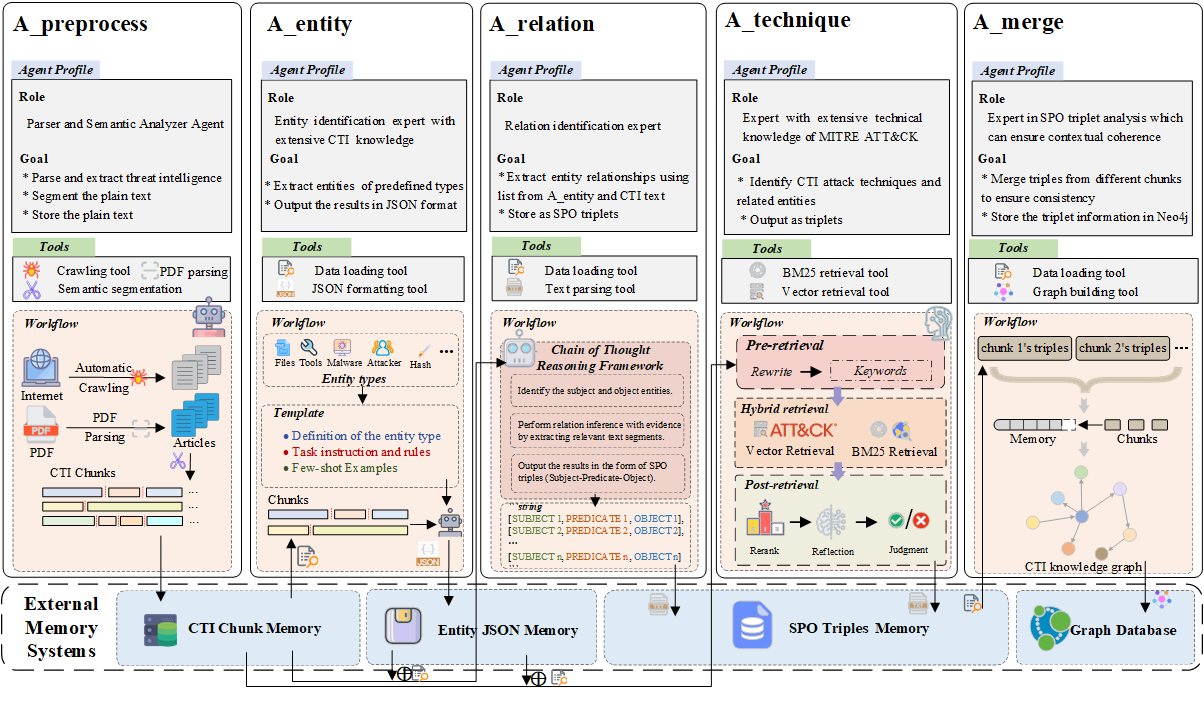 A_preprocess
Agent Profile
Role
Parser and Semantic Analyzer Agent
Goal
* Parse and extract threat intelligence
* Segment the plain text
* Store the plain text
Tools
Crawling tool
PDF parsing
Semantic segmentation
Workflow
Internet
Automatic
Crawling
PDF
PDF
Parsing
PDF
Articles
CTI Chunks
...
...
...
A_entity
Agent Profile
Role
Entity identification expert with
extensive CTI knowledge
Goal
* Extract entities of predefined types
* Output the results in JSON format
Tools
Data loading tool
JSON
JSON formatting tool
Workflow
Files
Tools
Malware
Attacker
Hash
...
Entity types
Template
• Definition of the entity type
• Task instruction and rules
• Few-shot Examples
Chunks
JSON
A_relation
Agent Profile
Role
Relation identification expert
Goal
* Extract entity relationships using
list from A_entity and CTI text
* Store as SPO triplets
Tools
Data loading tool
TXT
Text parsing tool
Workflow
Chain of Thought
Reasoning Framework
Identify the subject and object entities.
Perform relation inference with evidence
by extracting relevant text segments.
Output the results in the form of SPO
triples (Subject-Predicate-Object).
string
[SUBJECT 1, PREDICATE 1, OBJECT 1],
[SUBJECT 2, PREDICATE 2, OBJECT2],
...
[SUBJECT n, PREDICATE n, OBJECT n]
...
A_technique
Agent Profile
Role
Expert with extensive technical
knowledge of MITRE ATT&CK
Goal
* Identify CTI attack techniques and
related entities
* Output as triplets
Tools
BM25 retrieval tool
Vector retrieval tool
Workflow
Pre-retrieval
Rewrite
Keywords
Hybrid retrieval
ATT&CK
Vector Retrieval
BM25 Retrieval
Post-retrieval
Rerank
Reflection
/
Judgment
A_merge
Agent Profile
Role
Expert in SPO triplet analysis which
can ensure contextual coherence
Goal
* Merge triples from different chunks
to ensure consistency
* Store the triplet information in Neo4j
Tools
Data loading tool
Graph building tool
Workflow
chunk 1's triples
chunk 2's triples
...
Memory
Chunks
CTI knowledge graph
External
Memory
Systems
CTI Chunk Memory
Entity JSON Memory
TXT
SPO Triples Memory
TXT
Graph Database